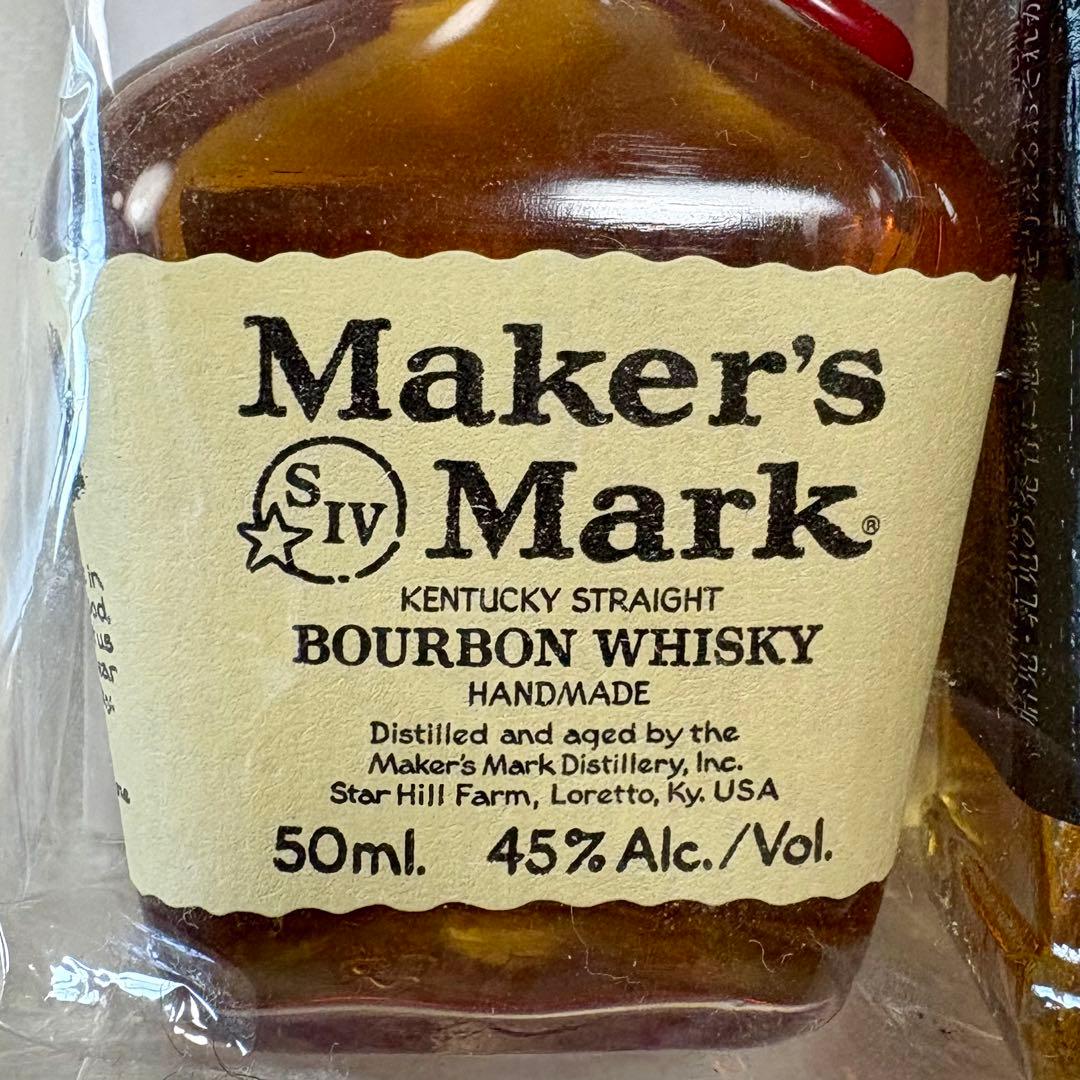 Maker's
S IV Mark®
KENTUCKY STRAIGHT
BOURBON WHISKY
HANDMADE
Distilled and aged by the
Maker's Mark Distillery, Inc.
Star Hill Farm, Loretto, Ky. USA
50ml. 45% Alc./Vol.
in